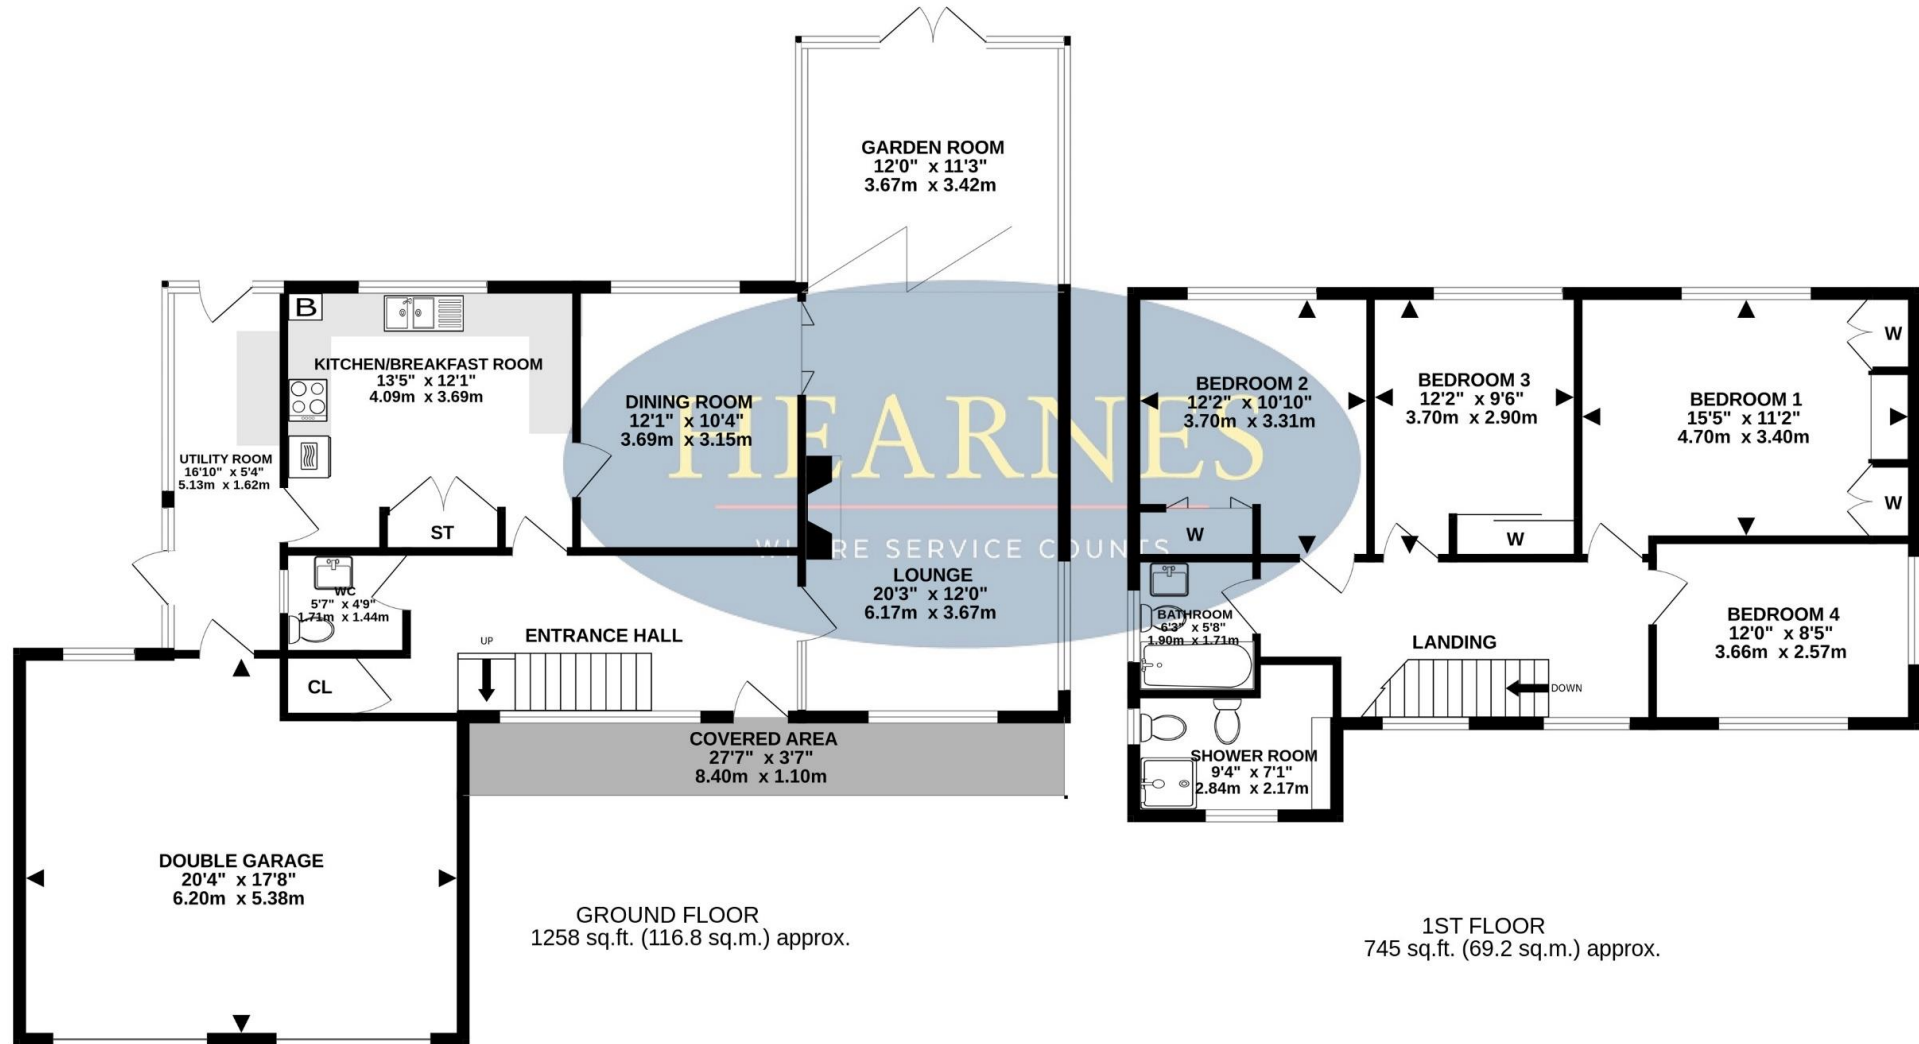 GARDEN ROOM
12'0" x 11'3"
3.67m x 3.42m
B
KITCHEN/BREAKFAST ROOM
13'5" x 12'1"
4.09m x 3.69m
DINING ROOM
12'1" x 10'4"
3.69m x 3.15m
UTILITY ROOM
16'10" x 5'4"
5.13m x 1.62m
ST
WC
5'7" x 4'9"
1.71m x 1.44m
ENTRANCE HALL
UP
CL
LOUNGE
20'3" x 12'0"
6.17m x 3.67m
COVERED AREA
27'7" x 3'7"
8.40m x 1.10m
DOUBLE GARAGE
20'4" x 17'8"
6.20m x 5.38m
GROUND FLOOR
1258 sq.ft. (116.8 sq.m.) approx.
HEARNES
WHERE SERVICE COUNTS
BEDROOM 2
12'2" x 10'10"
3.70m x 3.31m
W
BEDROOM 3
12'2" x 9'6"
3.70m x 2.90m
W
BEDROOM 1
15'5" x 11'2"
4.70m x 3.40m
W
W
BATHROOM
6'3" x 5'8"
1.90m x 1.71m
LANDING
DOWN
BEDROOM 4
12'0" x 8'5"
3.66m x 2.57m
SHOWER ROOM
9'4" x 7'1"
2.84m x 2.17m
1ST FLOOR
745 sq.ft. (69.2 sq.m.) approx.